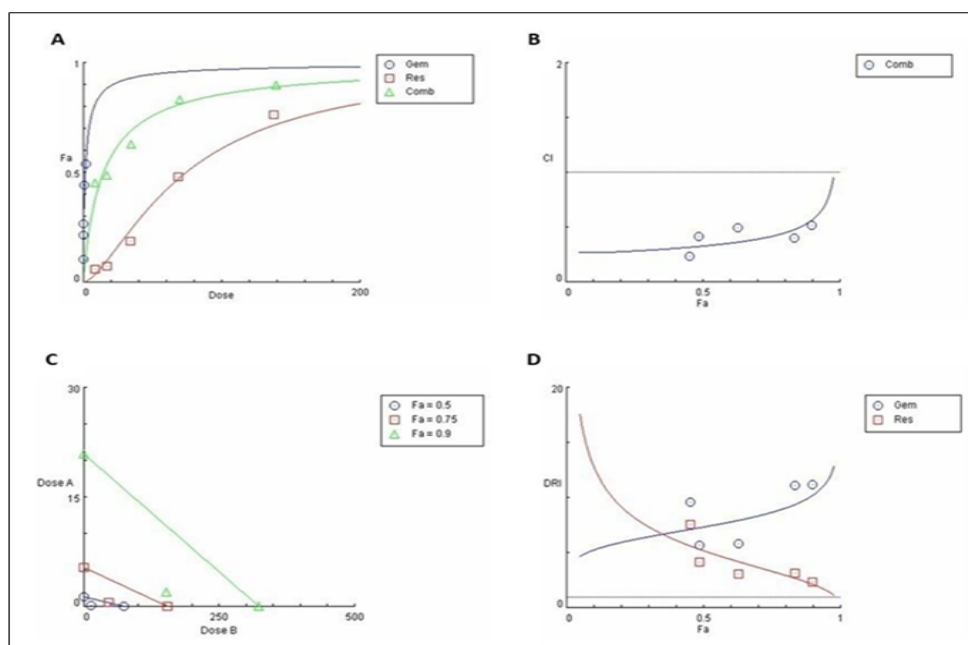 A
1
Fa
0.5
0
0
Dose
200
Gem
Res
Comb
B
2
CI
1
0
0
0.5
Fa
1
Comb
C
30
Dose A
15
0
0
250
Dose B
500
Fa = 0.5
Fa = 0.75
Fa = 0.9
D
20
DRI
10
0
0
0.5
Fa
1
Gem
Res